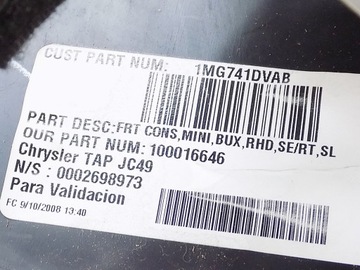 CUST PART NUM: 1MG741DVAB
PART DESC:FRT CONS,MINI,BUX,RHD,SE/RT,SL
OUR PART NUM:100016646
Chrysler TAP JC49
N/S : 0002698973
Para Validacion
FC 9/10/2008 13:40